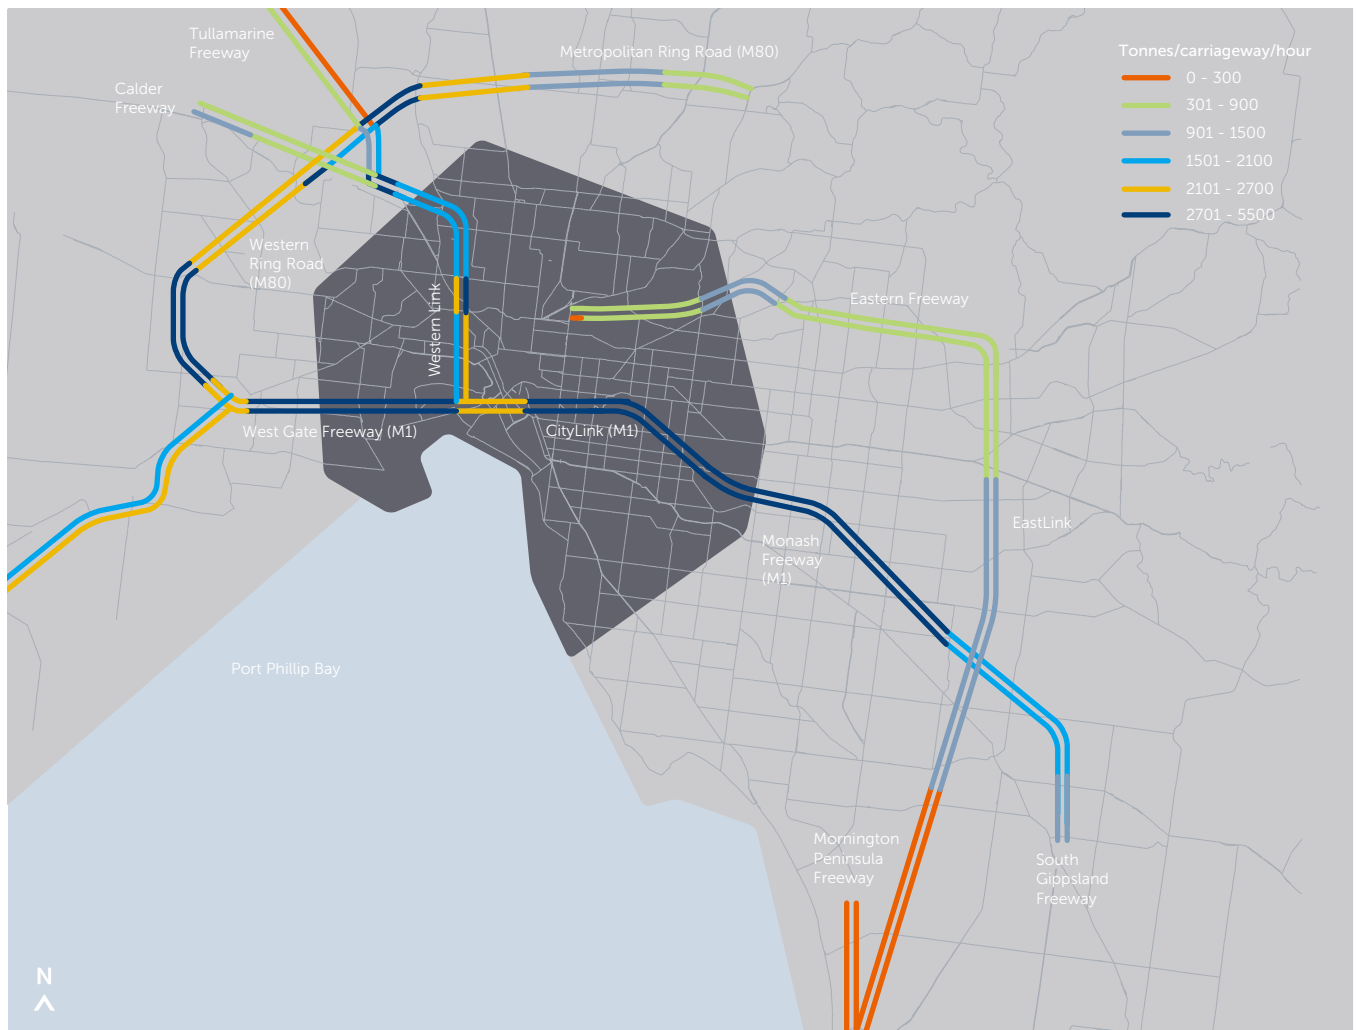 Tullamarine
Freeway
Metropolitan Ring Road (M80)
Calder
Freeway
Tonnes/carriageway/hour
0 - 300
301 - 900
901 - 1500
1501 - 2100
2101 - 2700
2701 - 5500
Western
Ring Road
(M80)
Western Link
Eastern Freeway
West Gate Freeway (M1)
CityLink (M1)
EastLink
Monash
Freeway
(M1)
Port Phillip Bay
Mornington
Peninsula
Freeway
South
Gippsland
Freeway
N